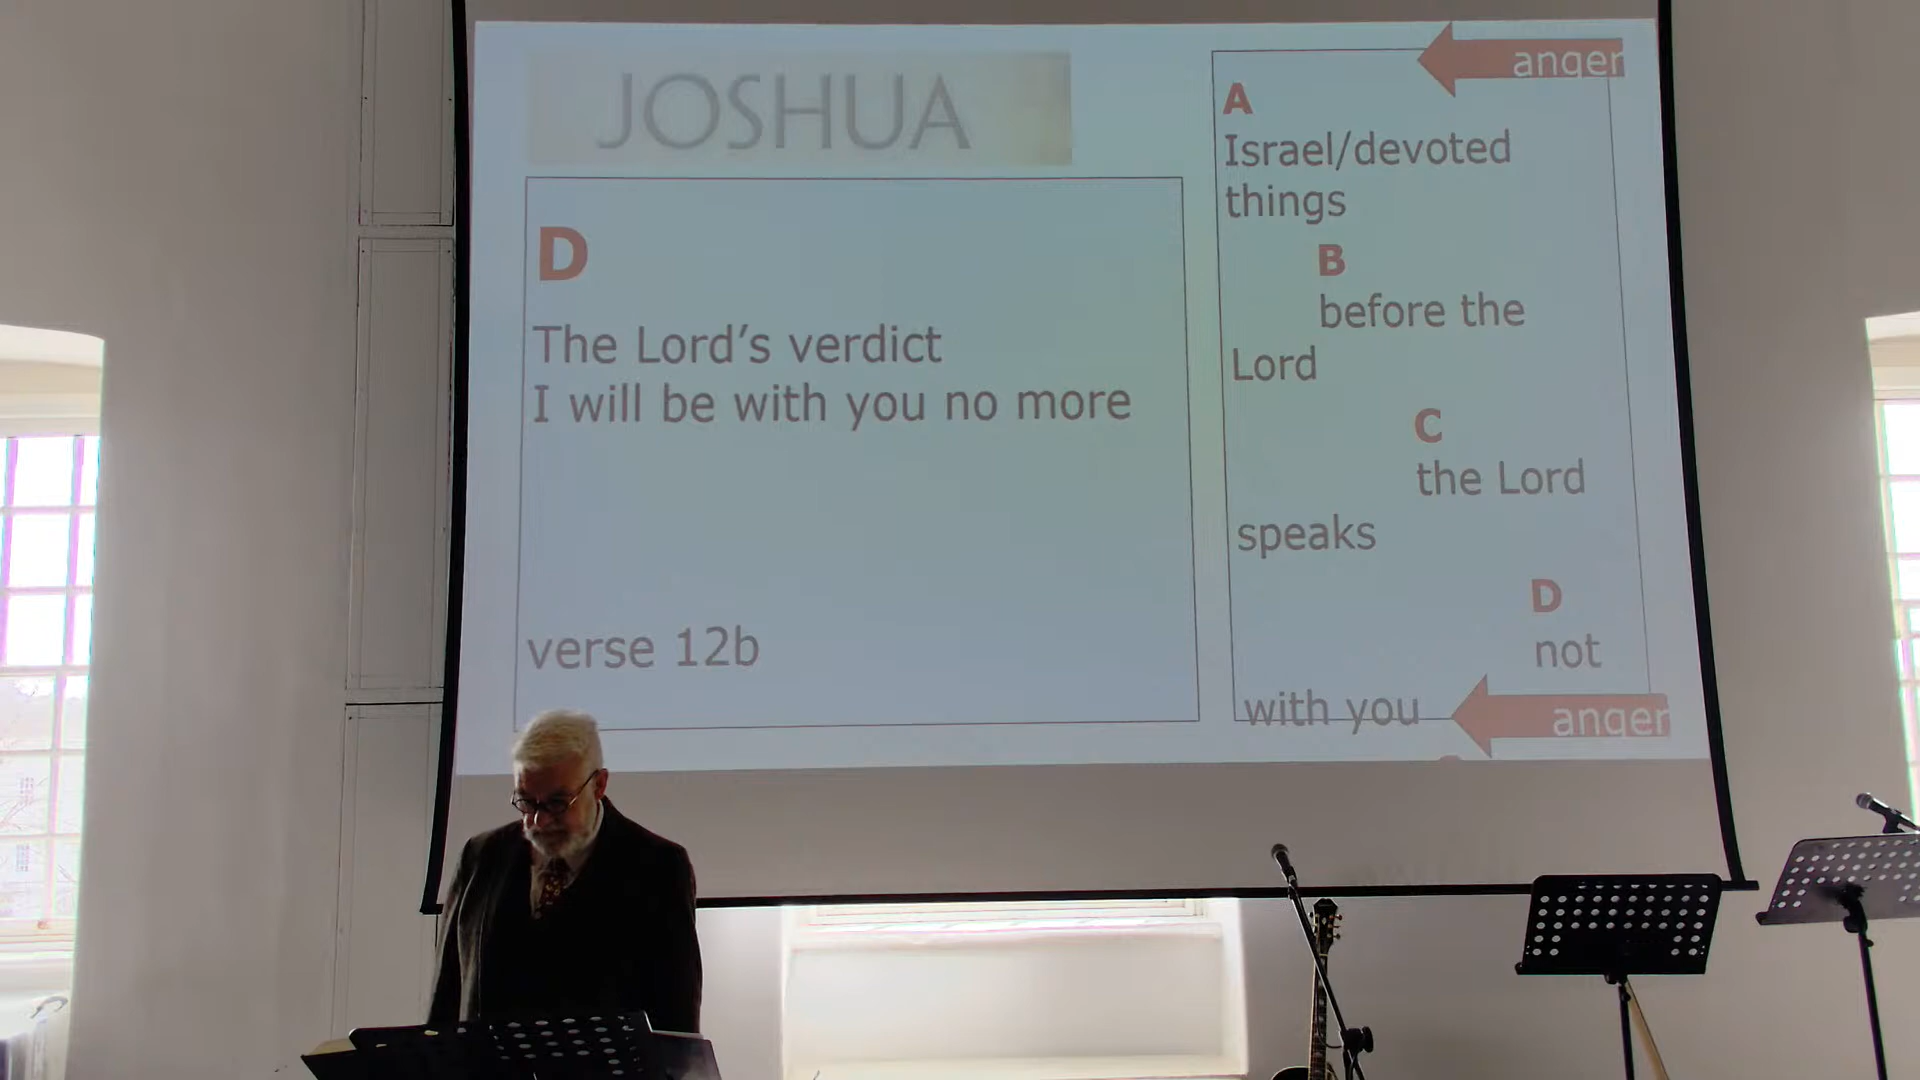 JOSHUA
D
The Lord’s verdict
I will be with you no more
verse 12b
anger
A
Israel/devoted
things
B
before the
Lord
C
the Lord
speaks
D
not
with you
anger